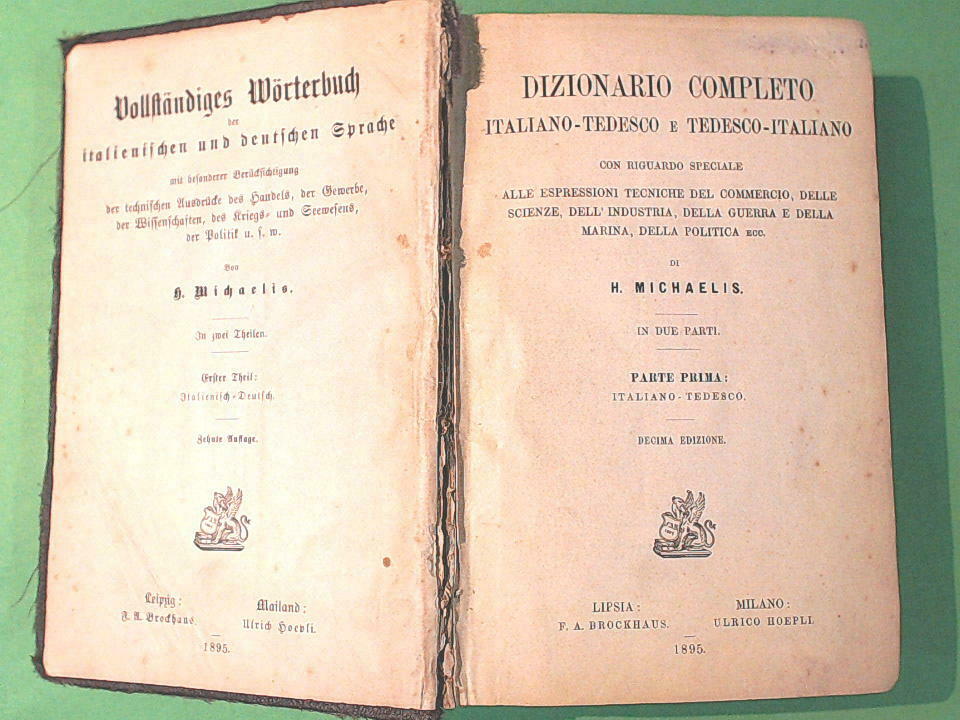 Vollständiges Wörterbuch
der
italienischen und deutschen Sprache
mit besonderer Berücksichtigung
der technischen Ausdrücke des Handels, der Gewerbe,
der Wissenschaften, des Kriegs- und Seewesens,
der Politik u. s. w.
Von
H. Michaelis.
In zwei Theilen.
Erster Theil:
Italienisch-Deutsch.
Zehnte Auflage.
Leipzig:
F. A. Brockhaus.
Mailand:
Ulrich Hoepli.
1895.
DIZIONARIO COMPLETO
ITALIANO-TEDESCO E TEDESCO-ITALIANO
CON RIGUARDO SPECIALE
ALLE ESPRESSIONI TECNICHE DEL COMMERCIO, DELLE
SCIENZE, DELL' INDUSTRIA, DELLA GUERRA E DELLA
MARINA, DELLA POLITICA ECC.
DI
H. MICHAELIS.
IN DUE PARTI.
PARTE PRIMA:
ITALIANO-TEDESCO.
DECIMA EDIZIONE.
LIPSIA:
F. A. BROCKHAUS.
MILANO:
ULRICO HOEPLI.
1895.